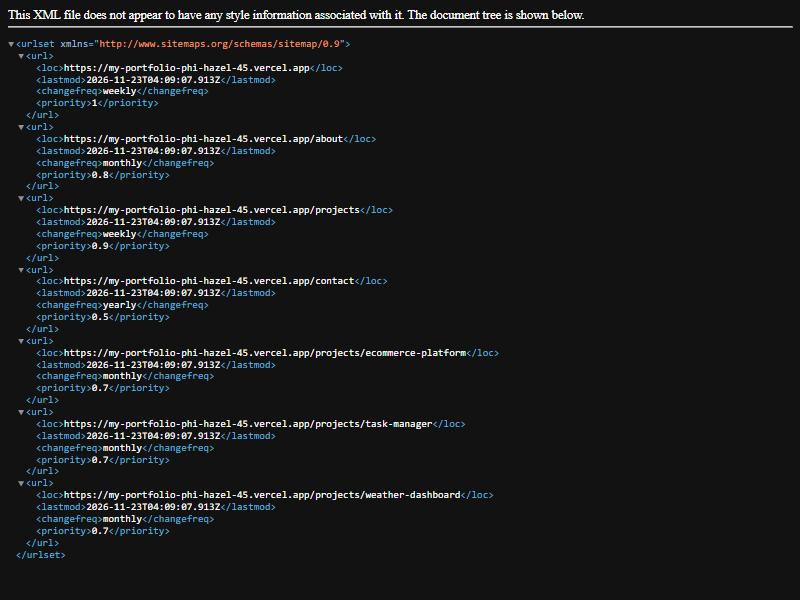 This XML file does not appear to have any style information associated with it. The document tree is shown below.
▼<urlset xmlns="http://www.sitemaps.org/schemas/sitemap/0.9">
▼<url>
<loc>https://my-portfolio-phi-hazel-45.vercel.app</loc>
<lastmod>2026-11-23T04:09:07.913Z</lastmod>
<changefreq>weekly</changefreq>
<priority>1</priority>
</url>
▼<url>
<loc>https://my-portfolio-phi-hazel-45.vercel.app/about</loc>
<lastmod>2026-11-23T04:09:07.913Z</lastmod>
<changefreq>monthly</changefreq>
<priority>0.8</priority>
</url>
▼<url>
<loc>https://my-portfolio-phi-hazel-45.vercel.app/projects</loc>
<lastmod>2026-11-23T04:09:07.913Z</lastmod>
<changefreq>weekly</changefreq>
<priority>0.9</priority>
</url>
▼<url>
<loc>https://my-portfolio-phi-hazel-45.vercel.app/contact</loc>
<lastmod>2026-11-23T04:09:07.913Z</lastmod>
<changefreq>yearly</changefreq>
<priority>0.5</priority>
</url>
▼<url>
<loc>https://my-portfolio-phi-hazel-45.vercel.app/projects/ecommerce-platform</loc>
<lastmod>2026-11-23T04:09:07.913Z</lastmod>
<changefreq>monthly</changefreq>
<priority>0.7</priority>
</url>
▼<url>
<loc>https://my-portfolio-phi-hazel-45.vercel.app/projects/task-manager</loc>
<lastmod>2026-11-23T04:09:07.913Z</lastmod>
<changefreq>monthly</changefreq>
<priority>0.7</priority>
</url>
▼<url>
<loc>https://my-portfolio-phi-hazel-45.vercel.app/projects/weather-dashboard</loc>
<lastmod>2026-11-23T04:09:07.913Z</lastmod>
<changefreq>monthly</changefreq>
<priority>0.7</priority>
</url>
</urlset>